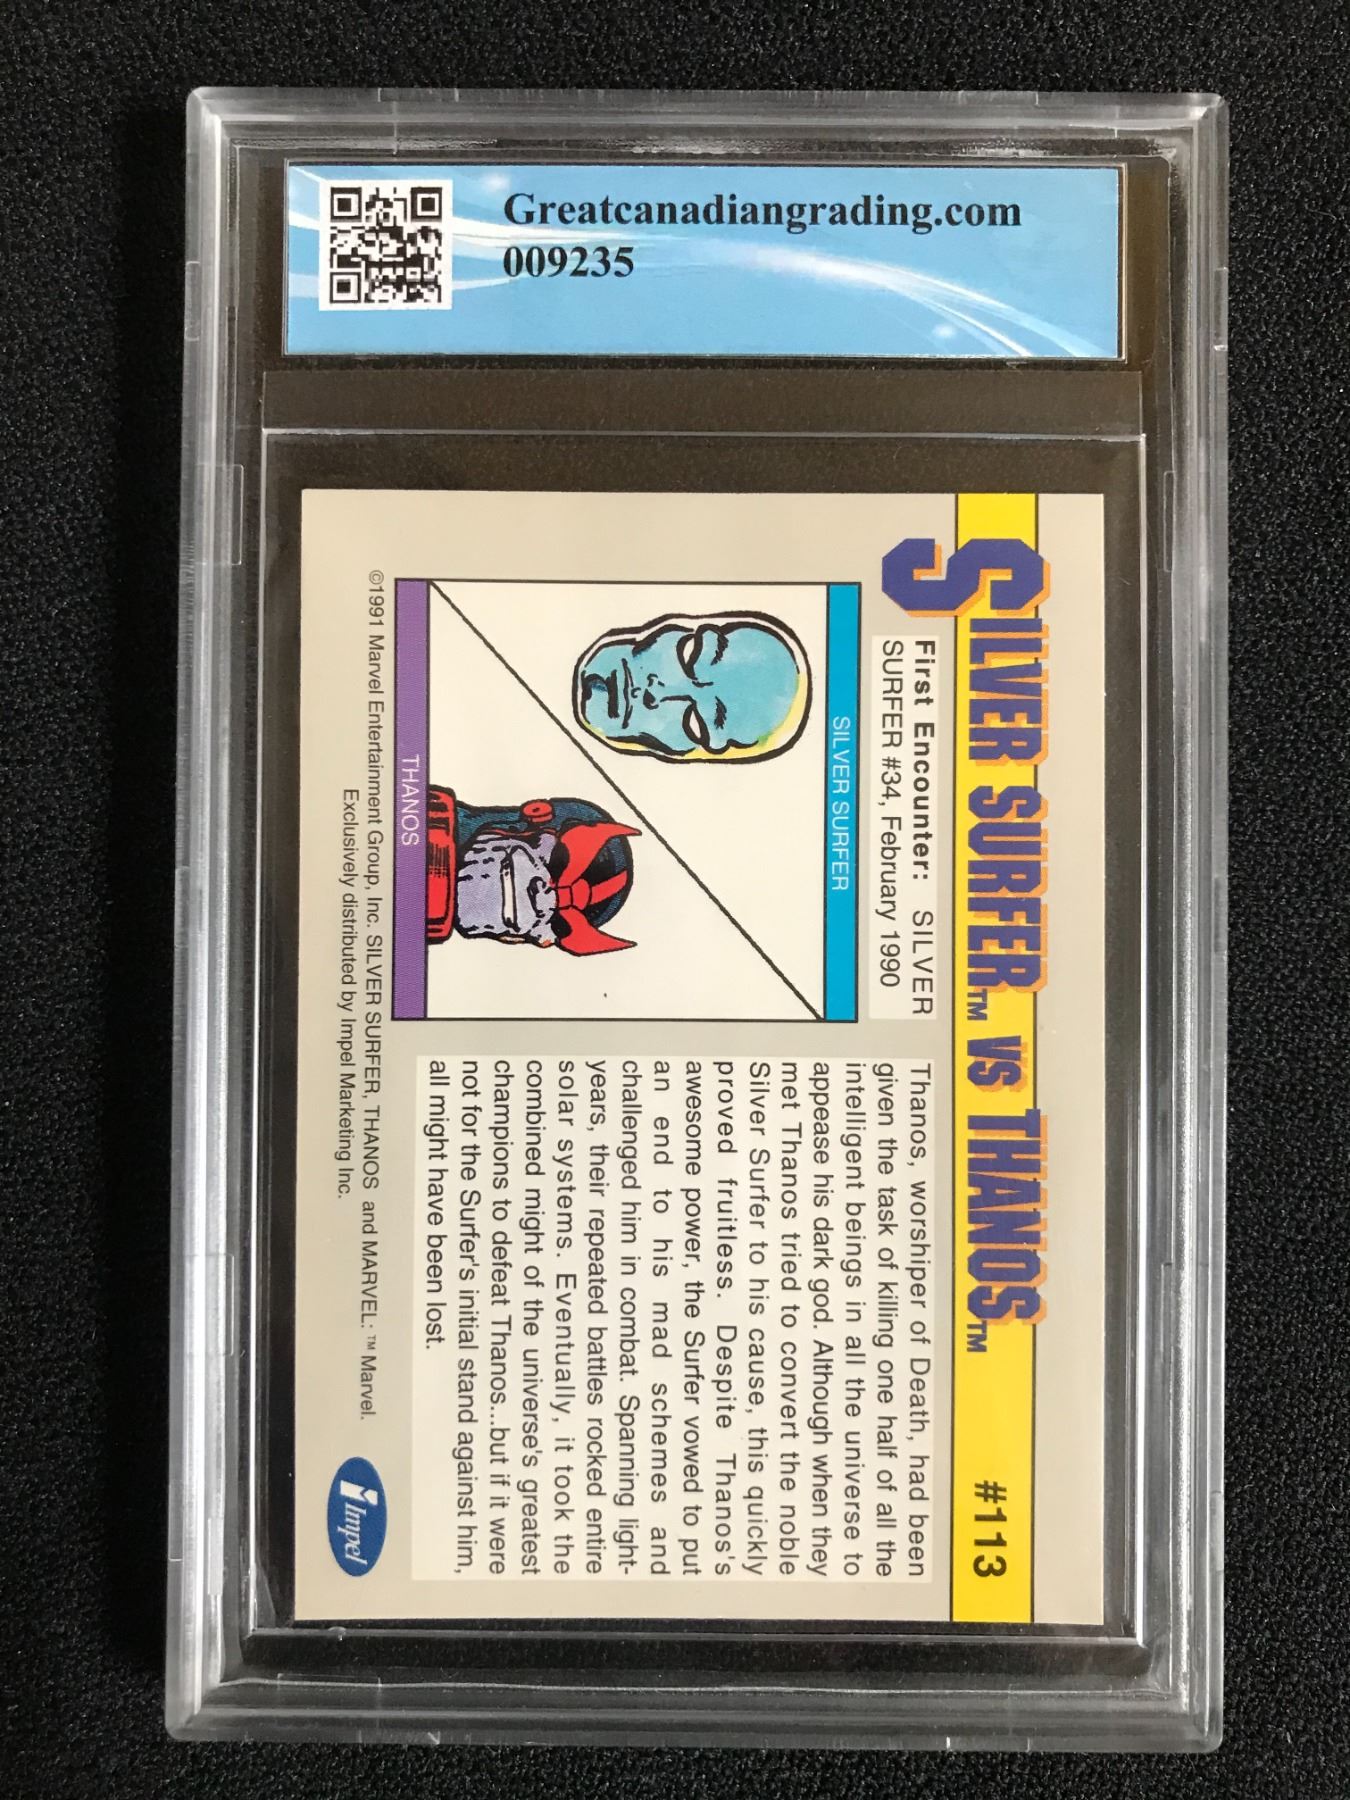 Greatcanadiangrading.com
009235
SILVER SURFER™ VS THANOS™ #113
First Encounter: SILVER
SURFER #34, February 1990
SILVER SURFER
THANOS
Thanos, worshiper of Death, had been
given the task of killing one half of all the
intelligent beings in all the universe to
appease his dark god. Although when they
met Thanos tried to convert the noble
Silver Surfer to his cause, this quickly
proved fruitless. Despite Thanos's
awesome power, the Surfer vowed to put
an end to his mad schemes and
challenged him in combat. Spanning light-
years, their repeated battles rocked entire
solar systems. Eventually, it took the
combined might of the universe's greatest
champions to defeat Thanos...but if it were
not for the Surfer's initial stand against him,
all might have been lost.
©1991 Marvel Entertainment Group, Inc. SILVER SURFER, THANOS and MARVEL: ™ Marvel.
Exclusively distributed by Impel Marketing Inc.
Impel